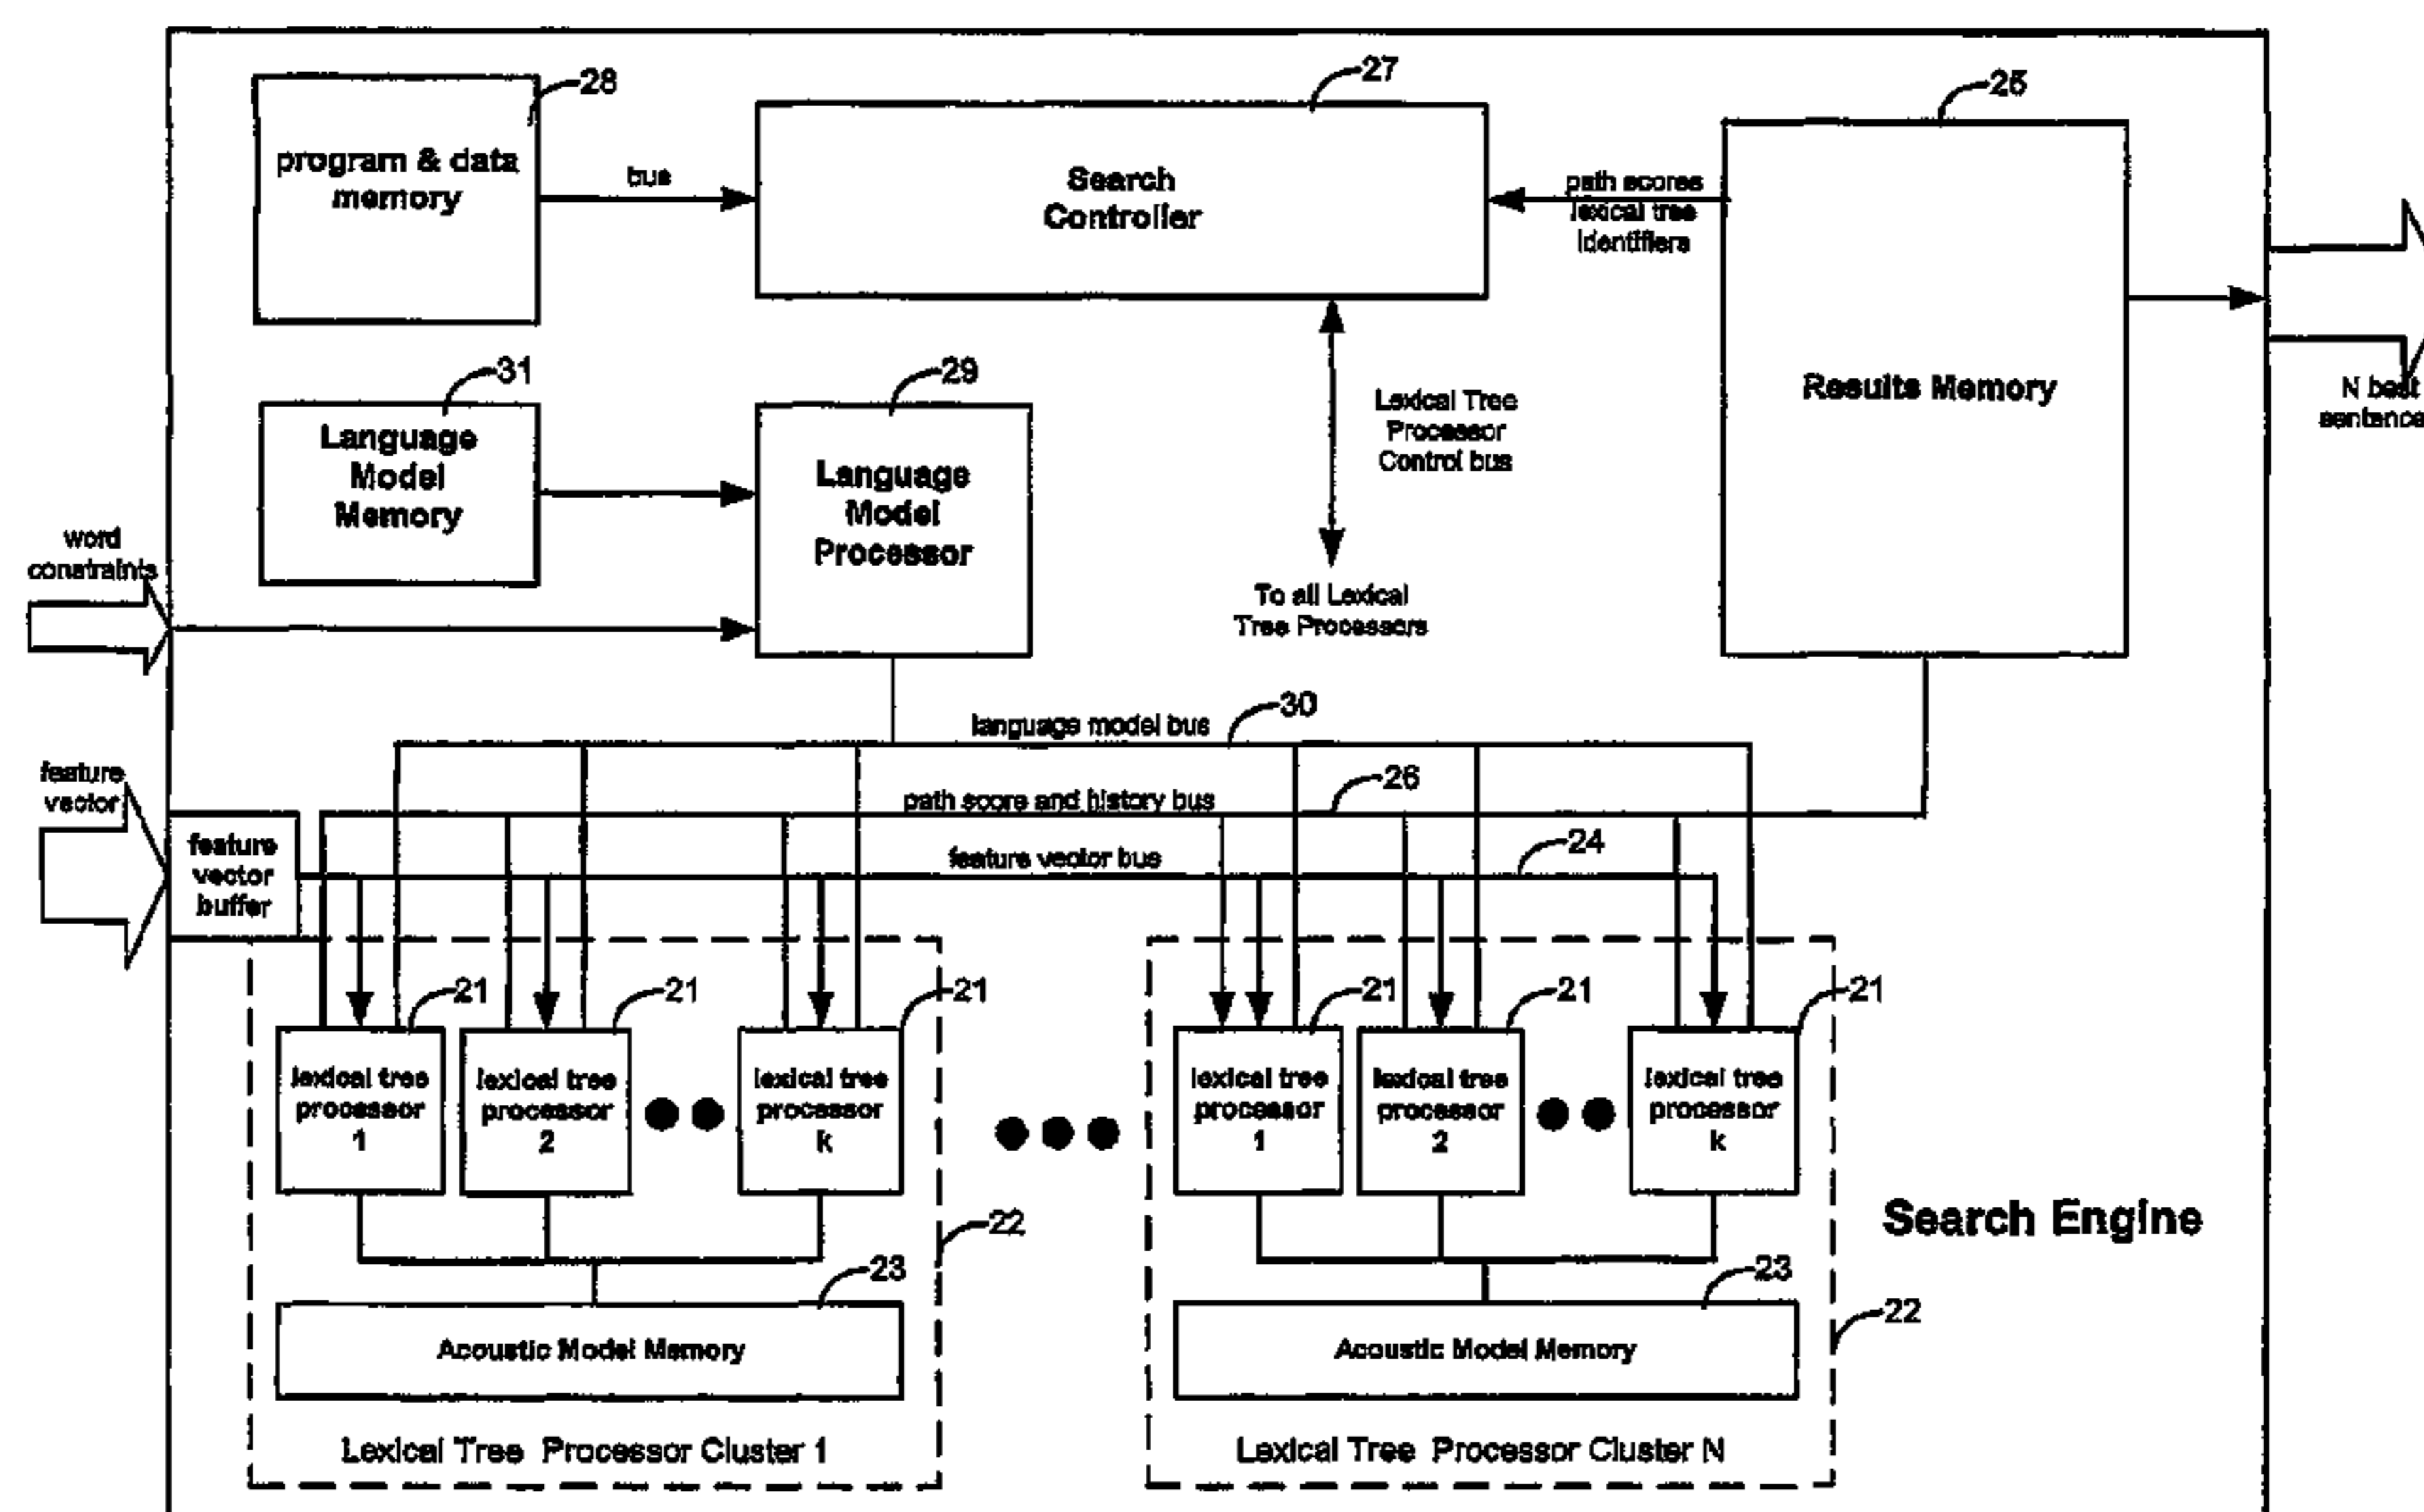 28
27
25
program & data
memory
bus
Search
Controller
path scores
lexical tree
identifiers
31
29
Language
Model
Memory
Language
Model
Processor
Lexical Tree
Processor
Control bus
To all Lexical
Tree Processors
Results Memory
N best
sentence
word
constraints
30
language model bus
26
path score and history bus
24
feature vector bus
feature
vector
feature
vector
buffer
21
21
21
21
21
21
lexical tree
processor
1
lexical tree
processor
2
lexical tree
processor
k
lexical tree
processor
1
lexical tree
processor
2
lexical tree
processor
k
22
Search Engine
23
23
22
Acoustic Model Memory
Acoustic Model Memory
Lexical Tree Processor Cluster 1
Lexical Tree Processor Cluster N